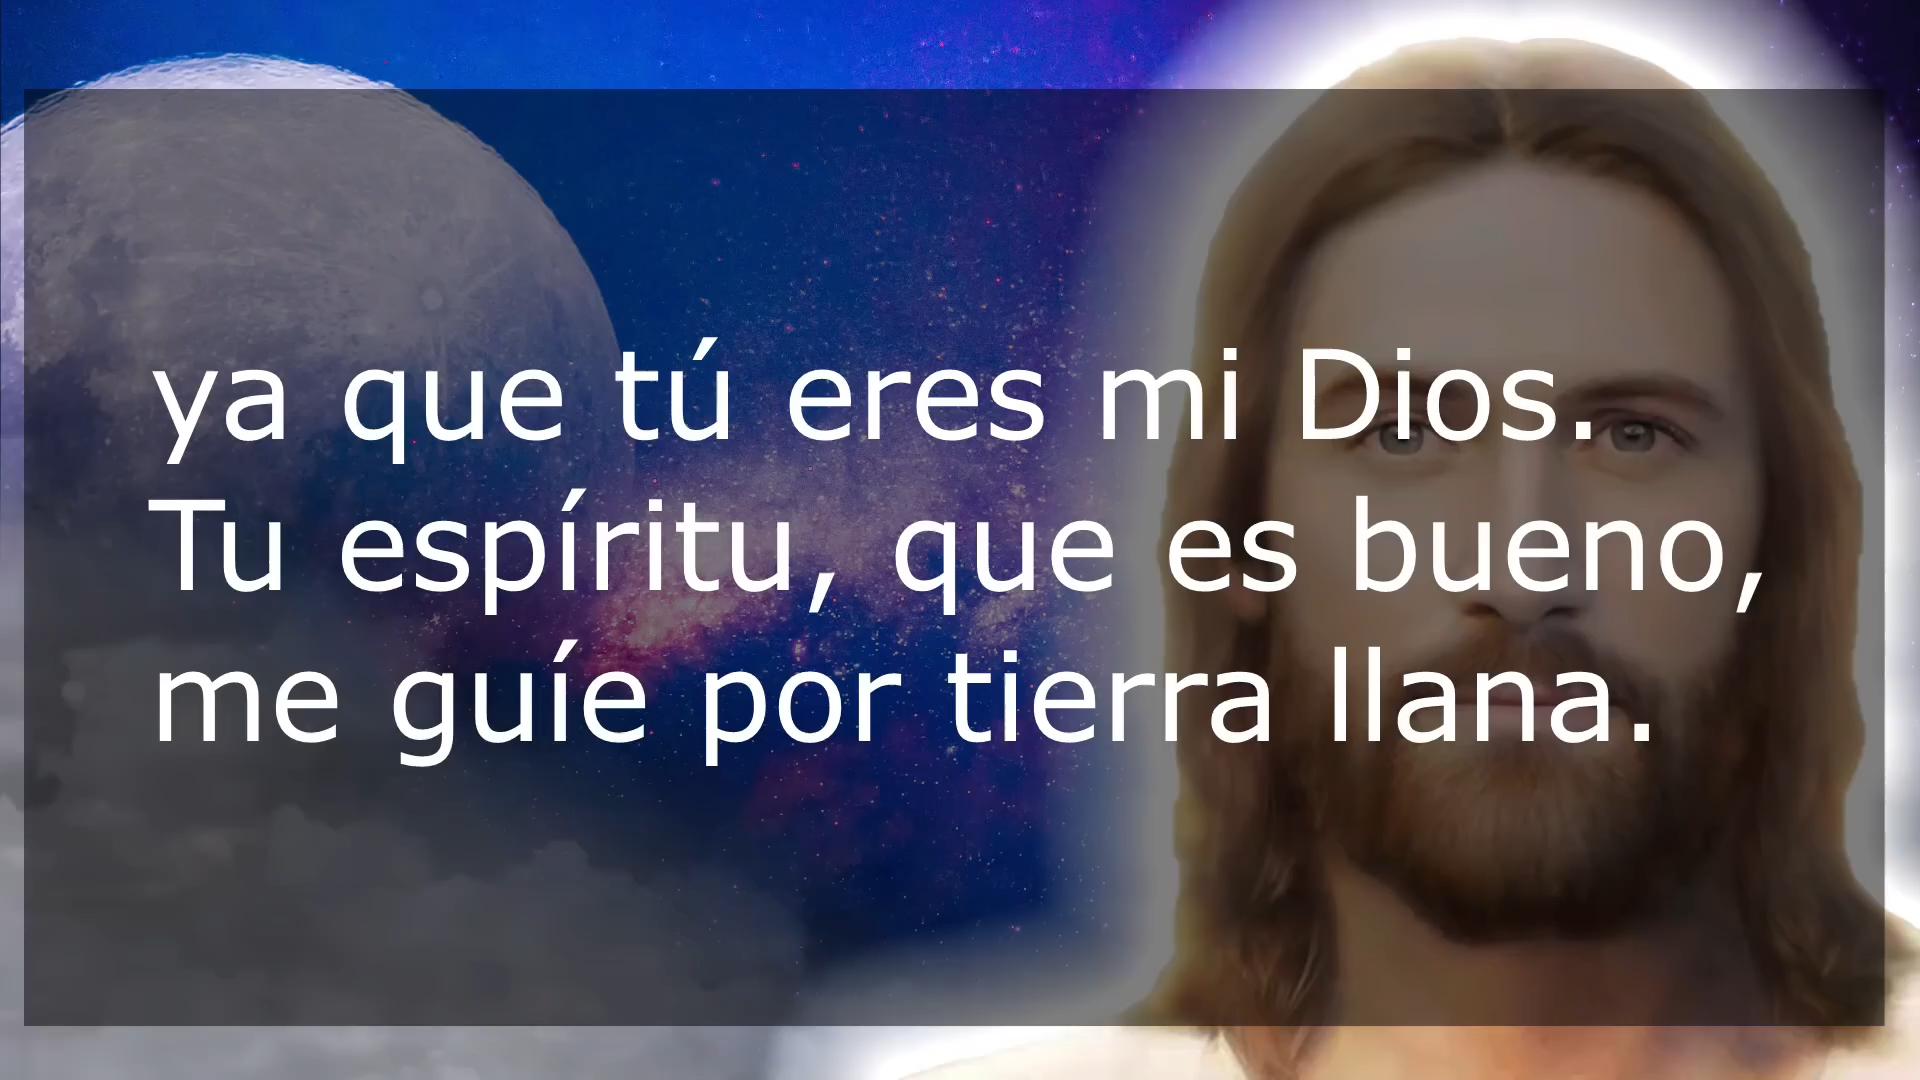 ya que tú eres mi Dios.
Tu espíritu, que es bueno,
me guíe por tierra llana.